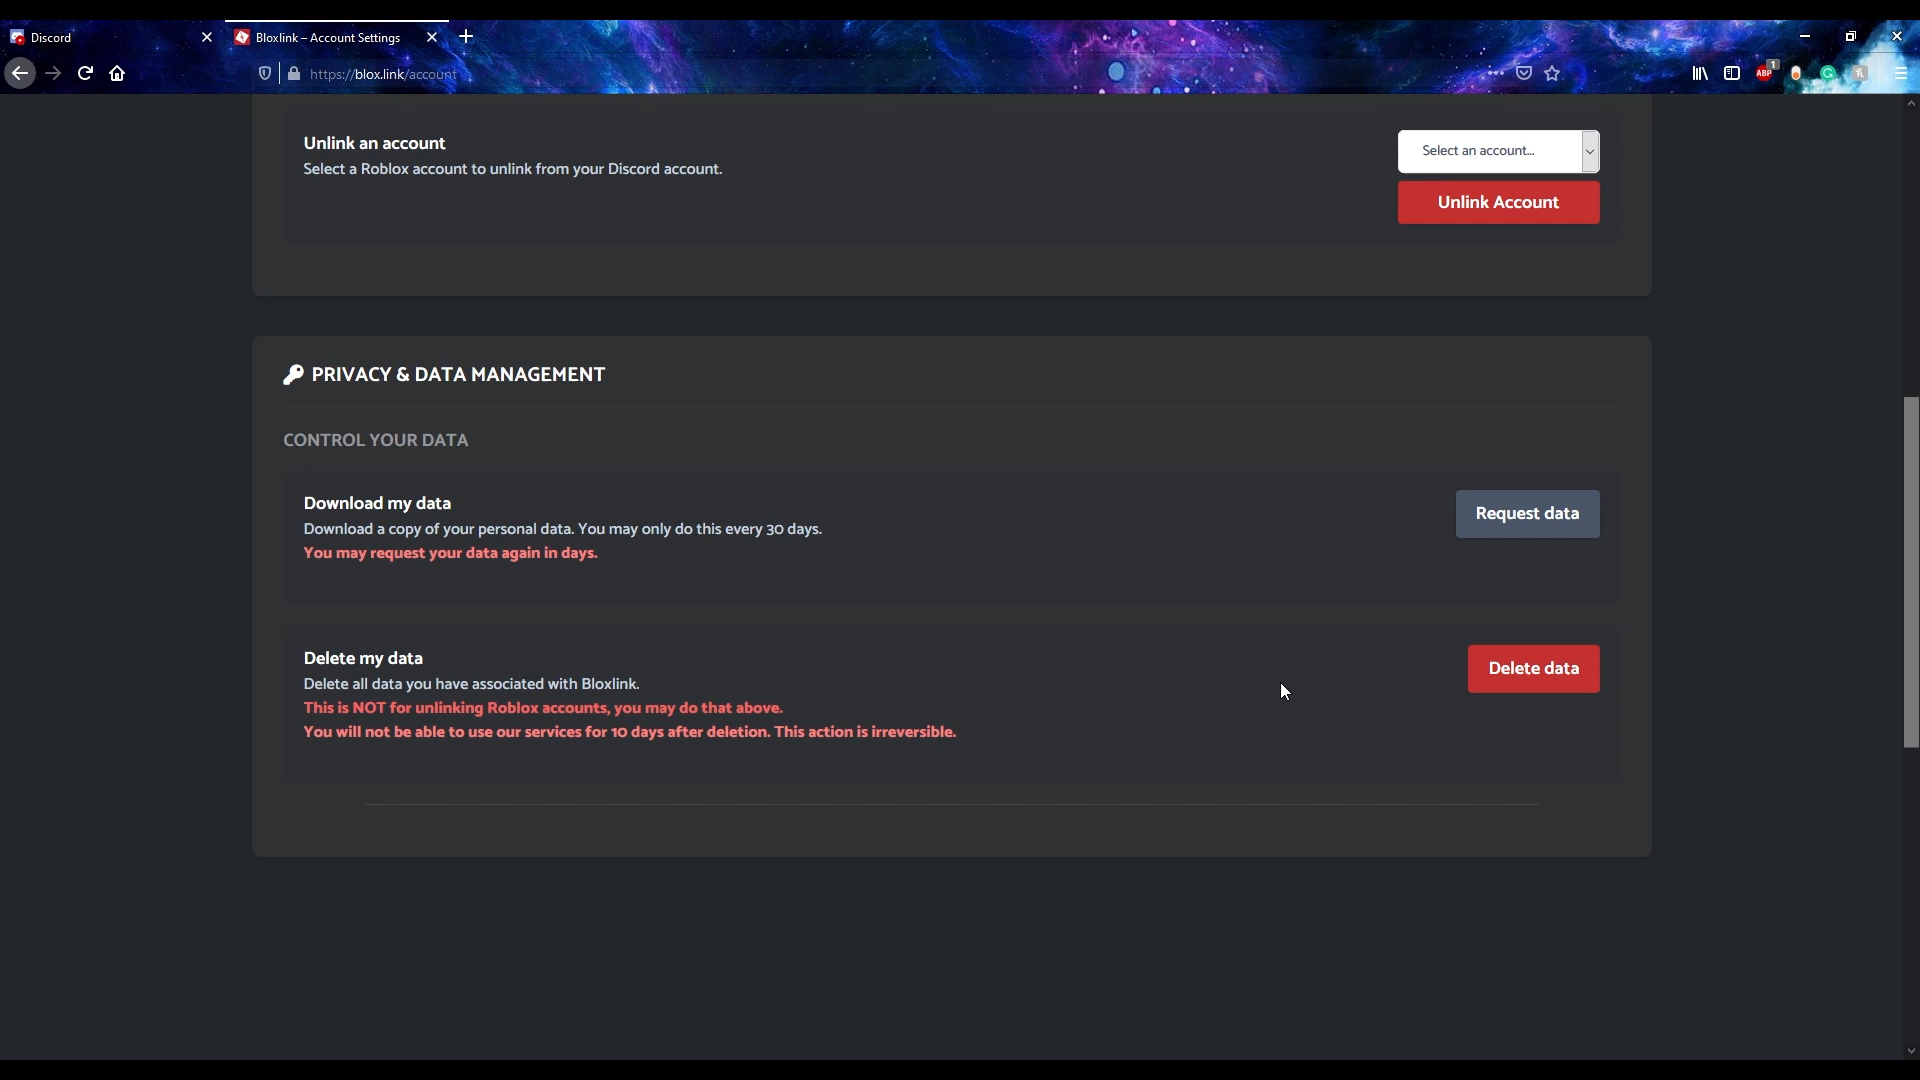 Discord
Bloxlink – Account Settings
https://blox.link/account
ABP
1
Unlink an account
Select a Roblox account to unlink from your Discord account.
Select an account...
Unlink Account
PRIVACY & DATA MANAGEMENT
CONTROL YOUR DATA
Download my data
Download a copy of your personal data. You may only do this every 30 days.
You may request your data again in days.
Request data
Delete my data
Delete all data you have associated with Bloxlink.
This is NOT for unlinking Roblox accounts, you may do that above.
You will not be able to use our services for 10 days after deletion. This action is irreversible.
Delete data